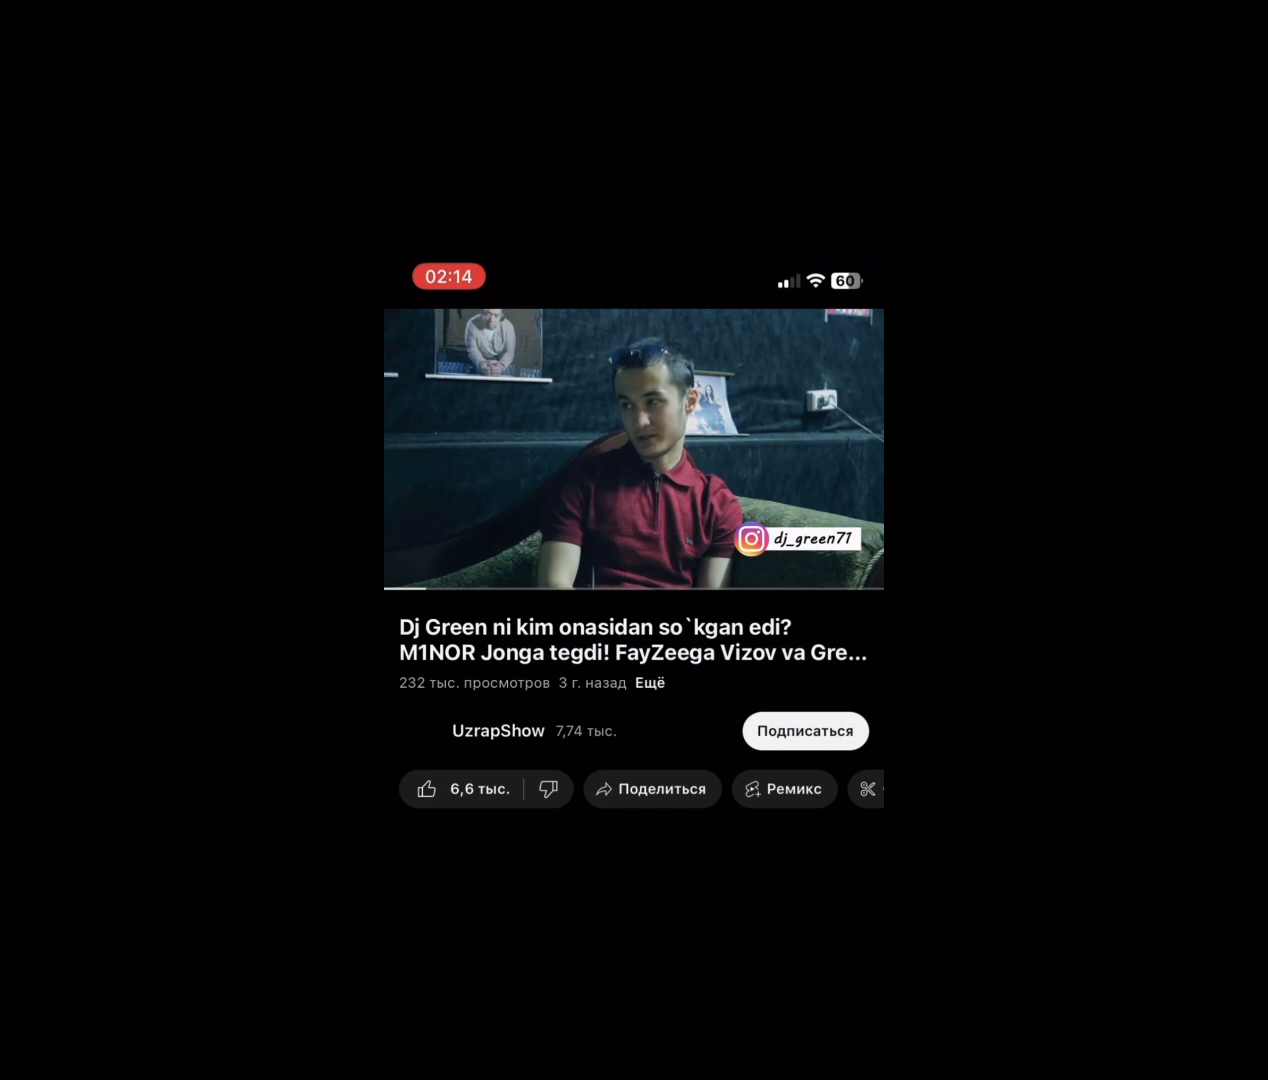 02:14
60
dj_green71
Dj Green ni kim onasidan so`kgan edi?
M1NOR Jonga tegdi! FayZeega Vizov va Gre...
232 тыс. просмотров 3 г. назад Ещё
UzrapShow 7,74 тыс.
Подписаться
6,6 тыс.
Поделиться
Ремикс